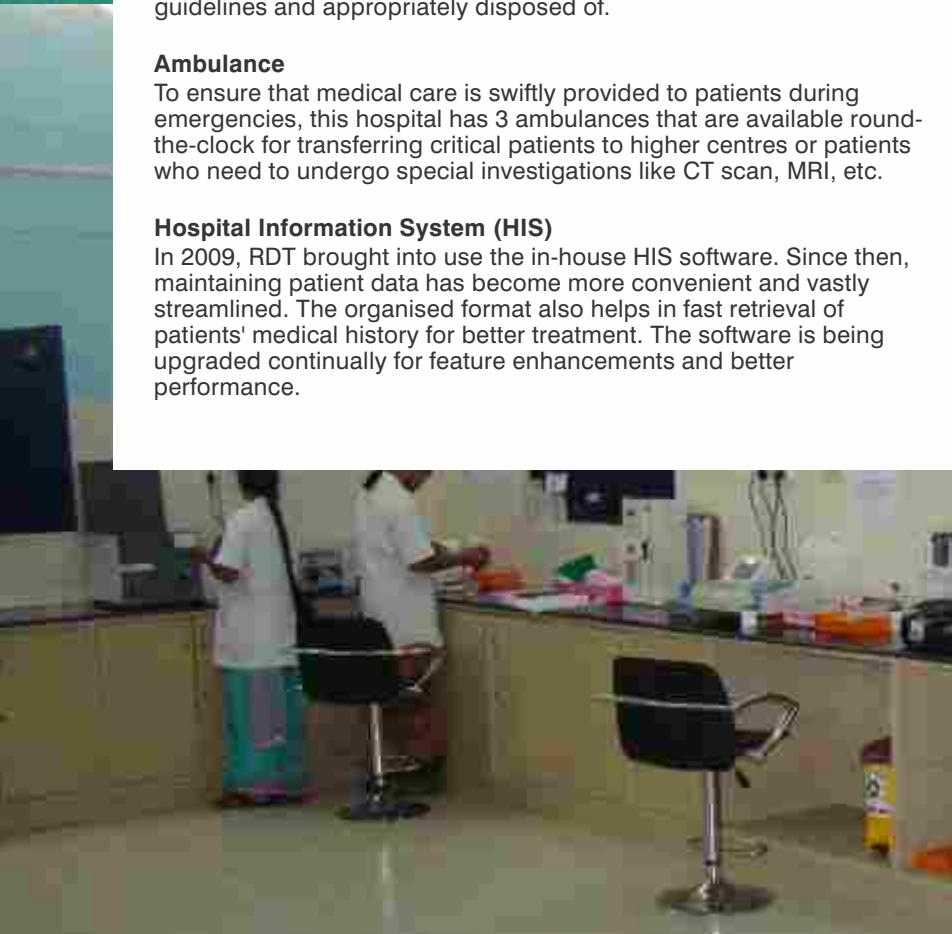 guidelines and appropriately disposed of.
Ambulance
To ensure that medical care is swiftly provided to patients during
emergencies, this hospital has 3 ambulances that are available round-
the-clock for transferring critical patients to higher centres or patients
who need to undergo special investigations like CT scan, MRI, etc.
Hospital Information System (HIS)
In 2009, RDT brought into use the in-house HIS software. Since then,
maintaining patient data has become more convenient and vastly
streamlined. The organised format also helps in fast retrieval of
patients' medical history for better treatment. The software is being
upgraded continually for feature enhancements and better
performance.